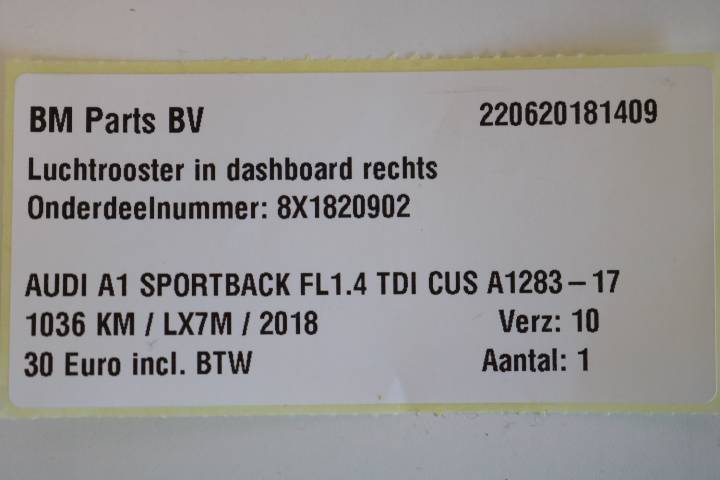 BM Parts BV 220620181409
Luchtrooster in dashboard rechts
Onderdeelnummer: 8X1820902
AUDI A1 SPORTBACK FL1.4 TDI CUS A1283-17
1036 KM / LX7M / 2018 Verz: 10
30 Euro incl. BTW Aantal: 1